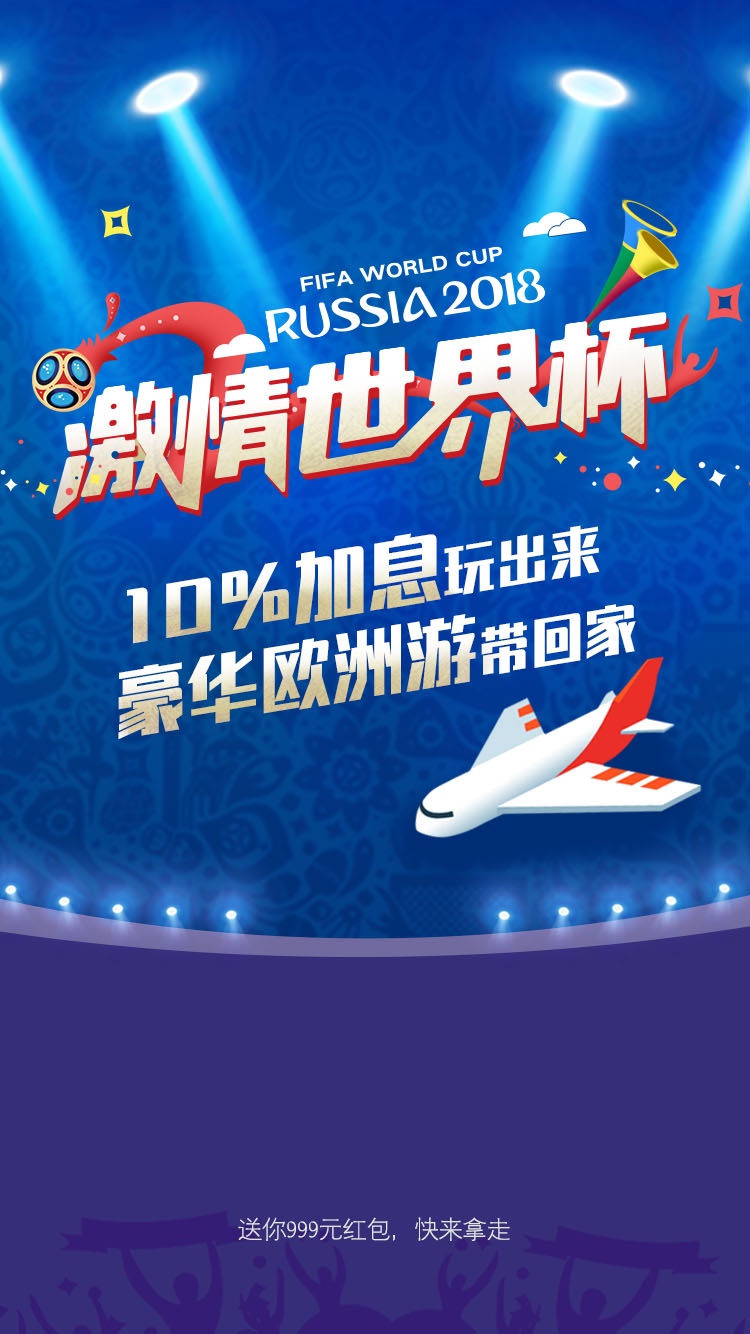 FIFA WORLD CUP
RUSSIA 2018
激情世界杯
10%加息玩出来
豪华欧洲游带回家
送你999元红包，快来拿走